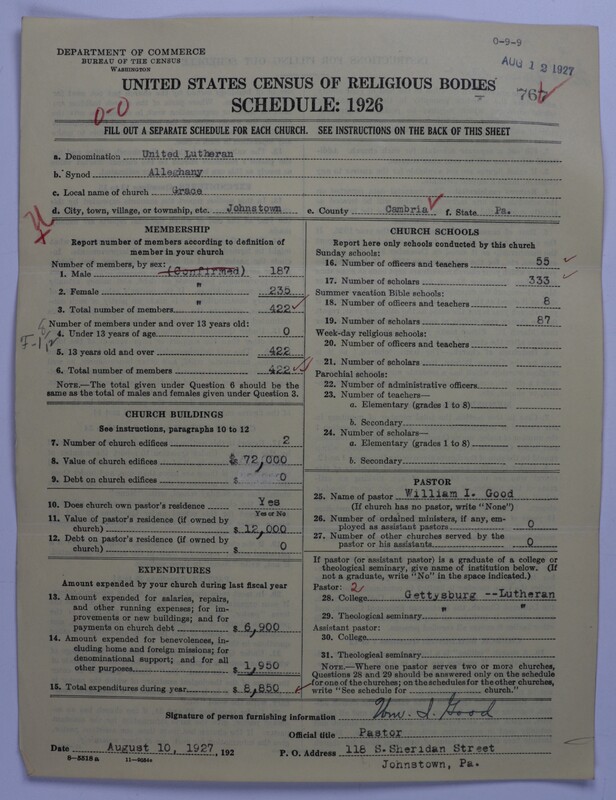 0-9-9
AUG 12 1927
DEPARTMENT OF COMMERCE
BUREAU OF THE CENSUS
WASHINGTON
UNITED STATES CENSUS OF RELIGIOUS BODIES
SCHEDULE: 1926
76
0-0
FILL OUT A SEPARATE SCHEDULE FOR EACH CHURCH. SEE INSTRUCTIONS ON THE BACK OF THIS SHEET
a. Denomination United Lutheran
b. Synod Alleghany
c. Local name of church Grace
d. City, town, village, or township, etc. Johnstown e. County Cambria f. State Pa.
MEMBERSHIP
Report number of members according to definition of
member in your church
Number of members, by sex:
1. Male (Confirmed) 187
2. Female " 235
3. Total number of members " 422
Number of members under and over 13 years old:
4. Under 13 years of age 0
5. 13 years old and over 422
6. Total number of members 422
NOTE.—The total given under Question 6 should be
same as the total of males and females given under Question 3.
CHURCH BUILDINGS
See instructions, paragraphs 10 to 12
7. Number of church edifices 2
8. Value of church edifices $ 72,000
9. Debt on church edifices $ 0
10. Does church own pastor's residence Yes
Yes or No
11. Value of pastor's residence (if owned by
church) $ 12,000
12. Debt on pastor's residence (if owned by
church) $ 0
EXPENDITURES
Amount expended by your church during last fiscal year
13. Amount expended for salaries, repairs,
and other running expenses; for im-
provements or new buildings; and for
payments on church debt $ 6,900
14. Amount expended for benevolences, in-
cluding home and foreign missions; for
denominational support; and for all
other purposes $ 1,950
15. Total expenditures during year $ 8,850
CHURCH SCHOOLS
Report here only schools conducted by this church
Sunday schools:
16. Number of officers and teachers 55
17. Number of scholars 333
Summer vacation Bible schools:
18. Number of officers and teachers 8
19. Number of scholars 87
Week-day religious schools:
20. Number of officers and teachers
21. Number of scholars
Parochial schools:
22. Number of administrative officers
23. Number of teachers—
a. Elementary (grades 1 to 8)
b. Secondary
24. Number of scholars—
a. Elementary (grades 1 to 8)
b. Secondary
PASTOR
25. Name of pastor William I. Good
(If church has no pastor, write "None")
26. Number of ordained ministers, if any, em-
ployed as assistant pastors 0
27. Number of other churches served by the
pastor or his assistants 0
If pastor (or assistant pastor) is a graduate of a college or
theological seminary, give name of institution below. (If
not a graduate, write "No" in the space indicated.)
Pastor: 2
28. College Gettysburg --Lutheran
29. Theological seminary " "
Assistant pastor:
30. College
31. Theological seminary
NOTE.—Where one pastor serves two or more churches,
Questions 28 and 29 should be answered only on the schedule
for one of the churches; on the schedules for the other churches,
write "See schedule for church."
Signature of person furnishing information Wm. I. Good
Official title Pastor
Date August 10, 1927, 192 P. O. Address 118 S.Sheridan Street
8-5518 a
Johnstown, Pa.